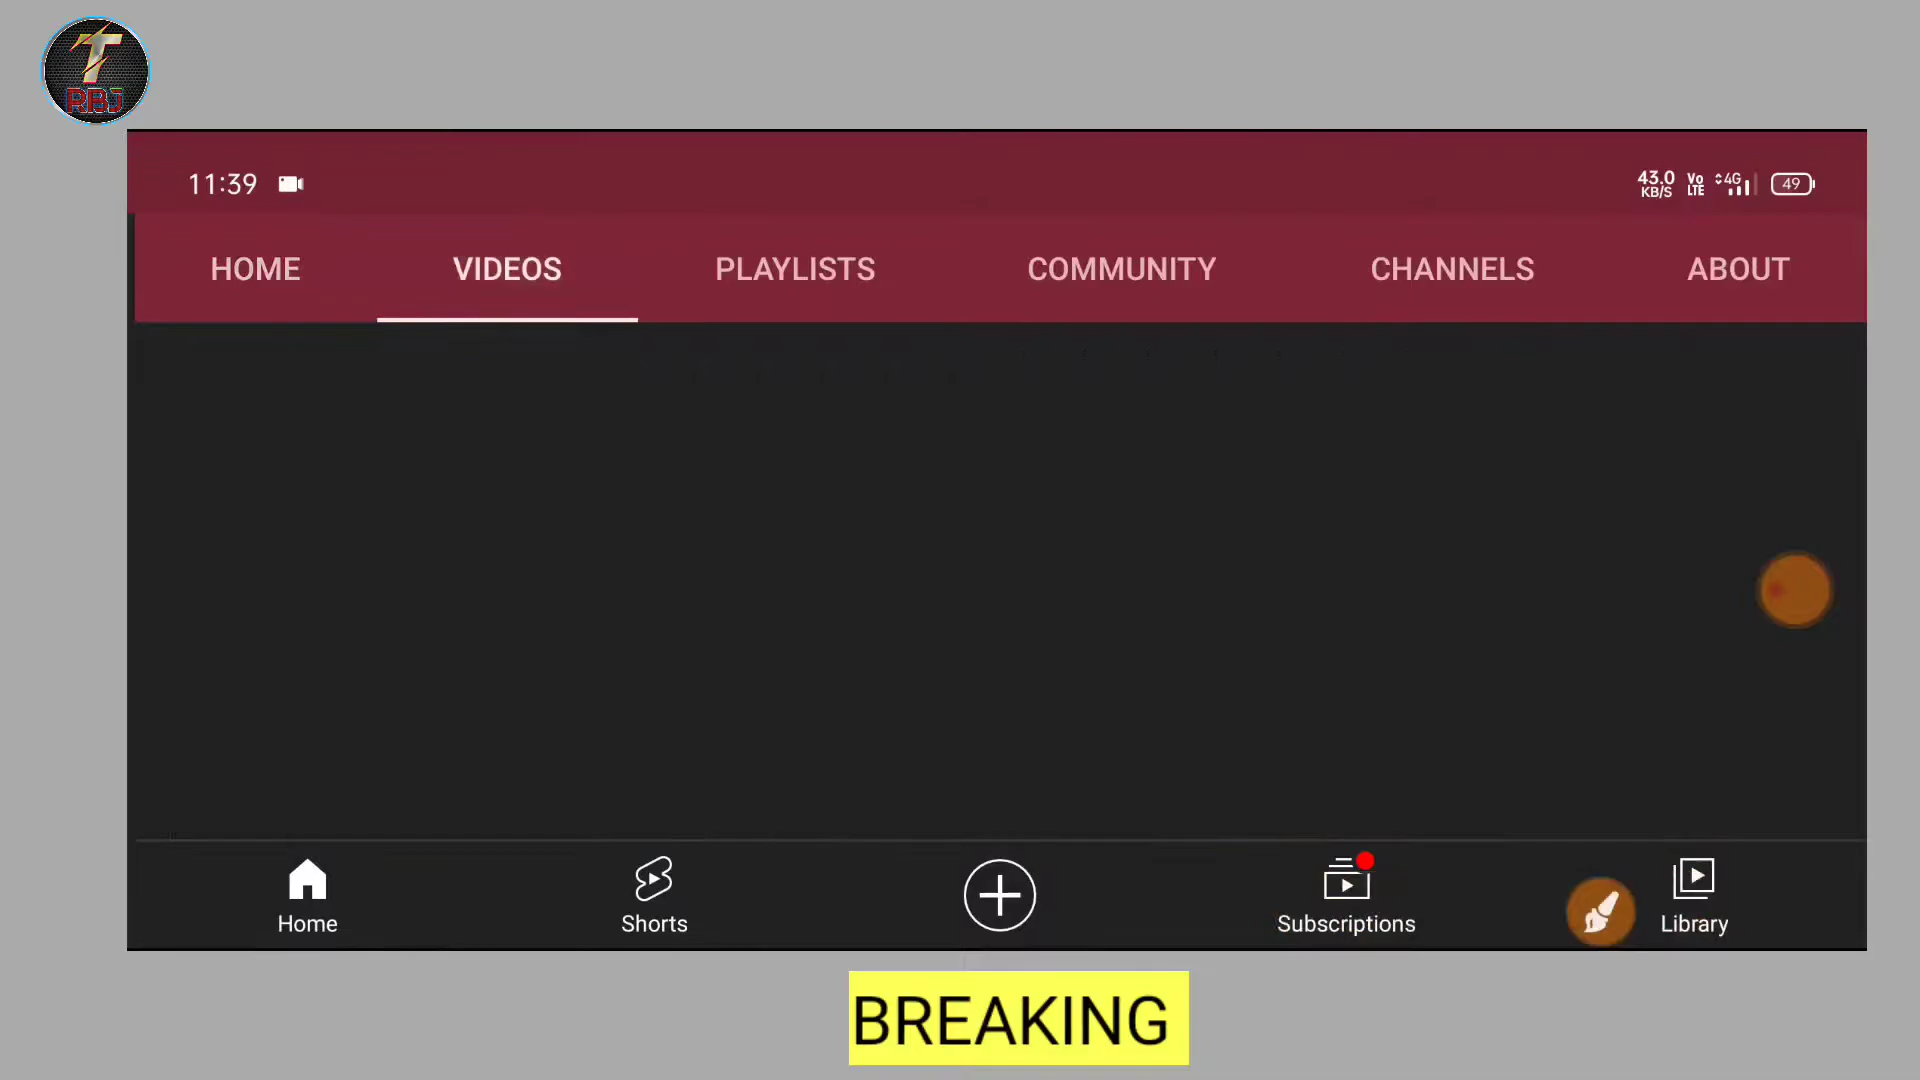 T
RBJ
11:39 43.0 KB/S Vo LTE 4G 49
HOME VIDEOS PLAYLISTS COMMUNITY CHANNELS ABOUT
Home Shorts Subscriptions Library
BREAKING